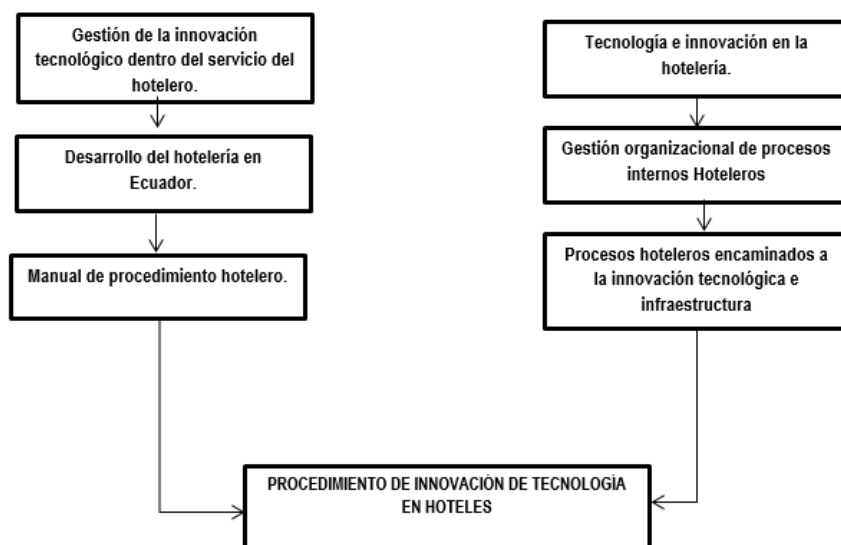 Gestión de la innovación
tecnológico dentro del servicio del
hotelero.
Desarrollo del hotelería en
Ecuador.
Manual de procedimiento hotelero.
Tecnología e innovación en la
hotelería.
Gestión organizacional de procesos
internos Hoteleros
Procesos hoteleros encaminados a
la innovación tecnológica e
infraestructura
PROCEDIMIENTO DE INNOVACIÓN DE TECNOLOGÍA
EN HOTELES